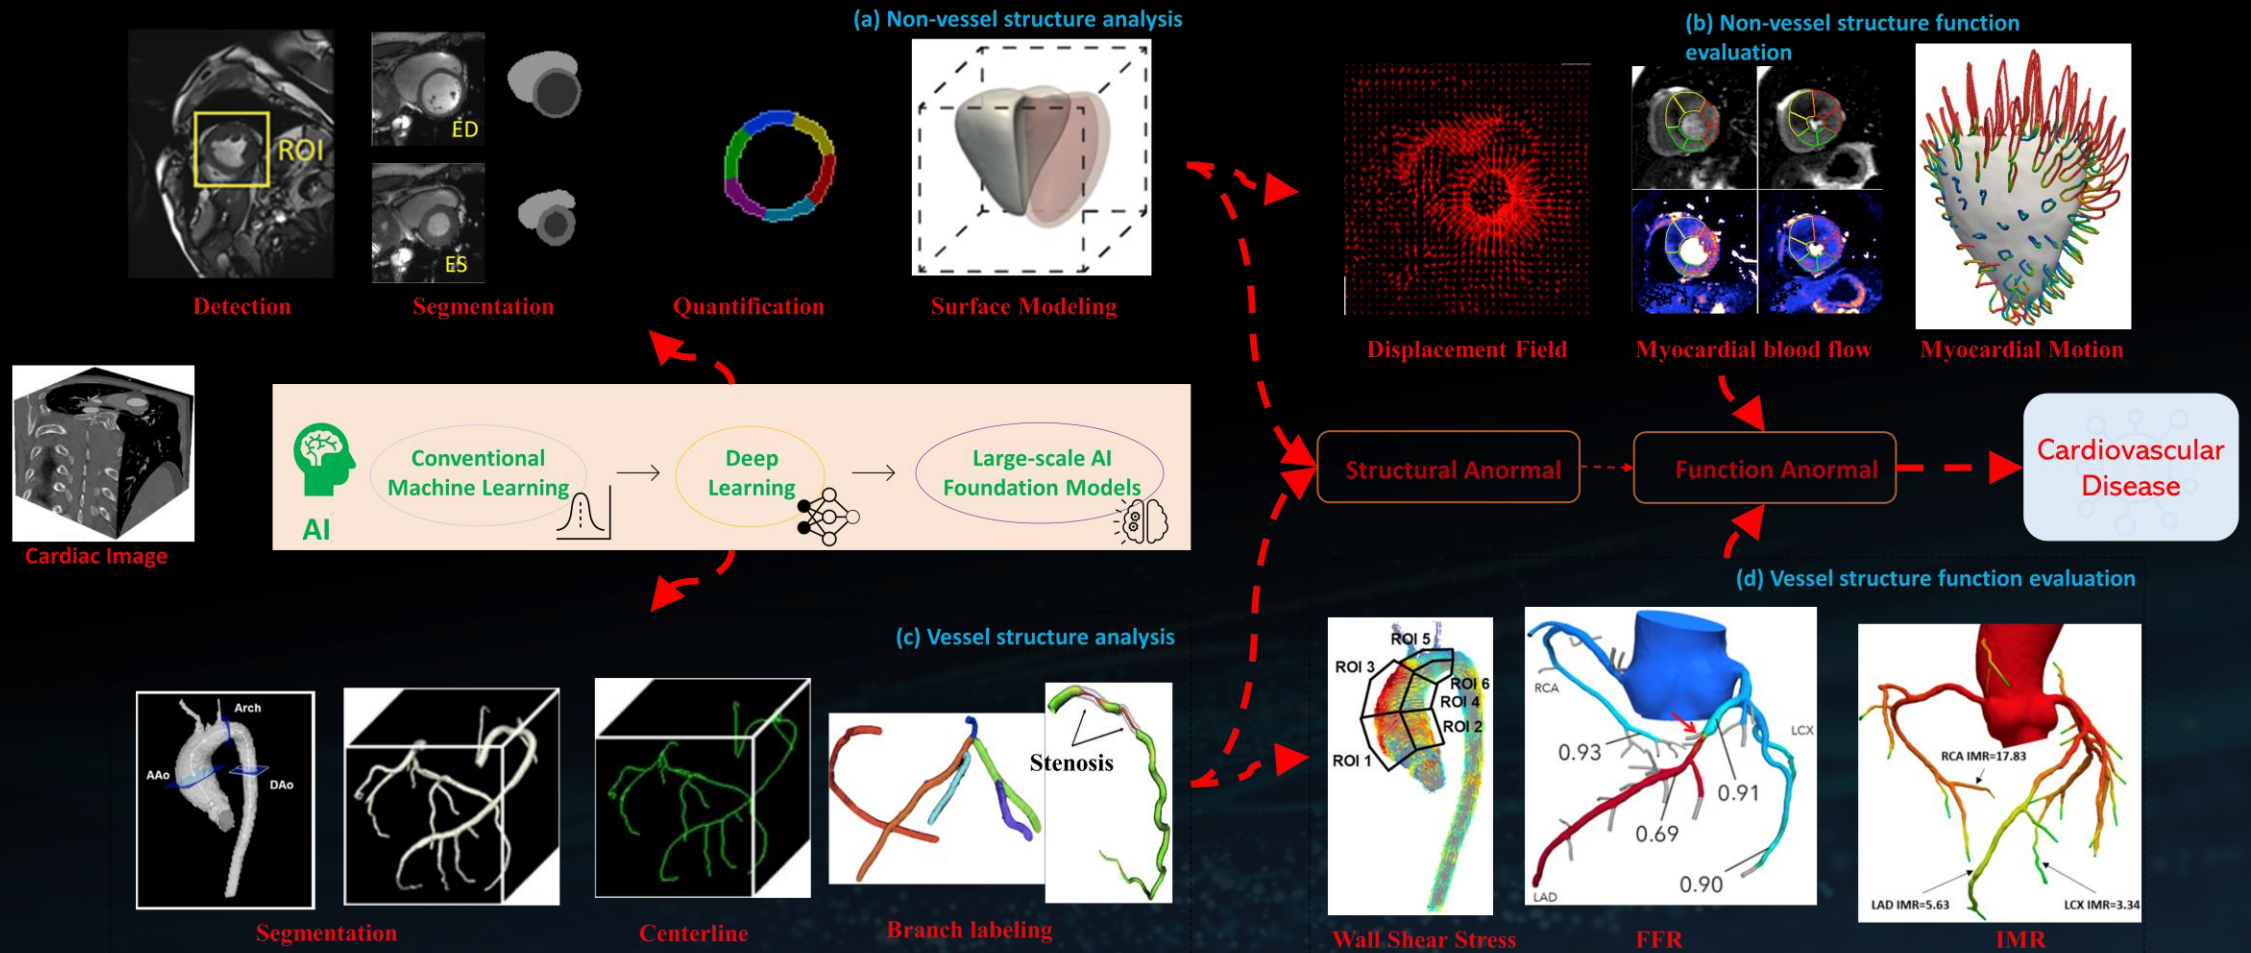 (a) Non-vessel structure analysis
ROI
ED
ES
Detection
Segmentation
Quantification
Surface Modeling
(b) Non-vessel structure function
evaluation
Displacement Field
Myocardial blood flow
Myocardial Motion
Cardiac Image
AI
Conventional
Machine Learning
Deep
Learning
Large-scale AI
Foundation Models
Structural Anormal
Function Anormal
Cardiovascular
Disease
(c) Vessel structure analysis
Arch
AAo
DAo
Stenosis
Segmentation
Centerline
Branch labeling
(d) Vessel structure function evaluation
ROI 5
ROI 3
ROI 6
ROI 4
ROI 2
ROI 1
RCA
LCX
0.93
0.91
0.69
0.90
LAD
RCA IMR=17.83
LAD IMR=5.63
LCX IMR=3.34
Wall Shear Stress
FFR
IMR